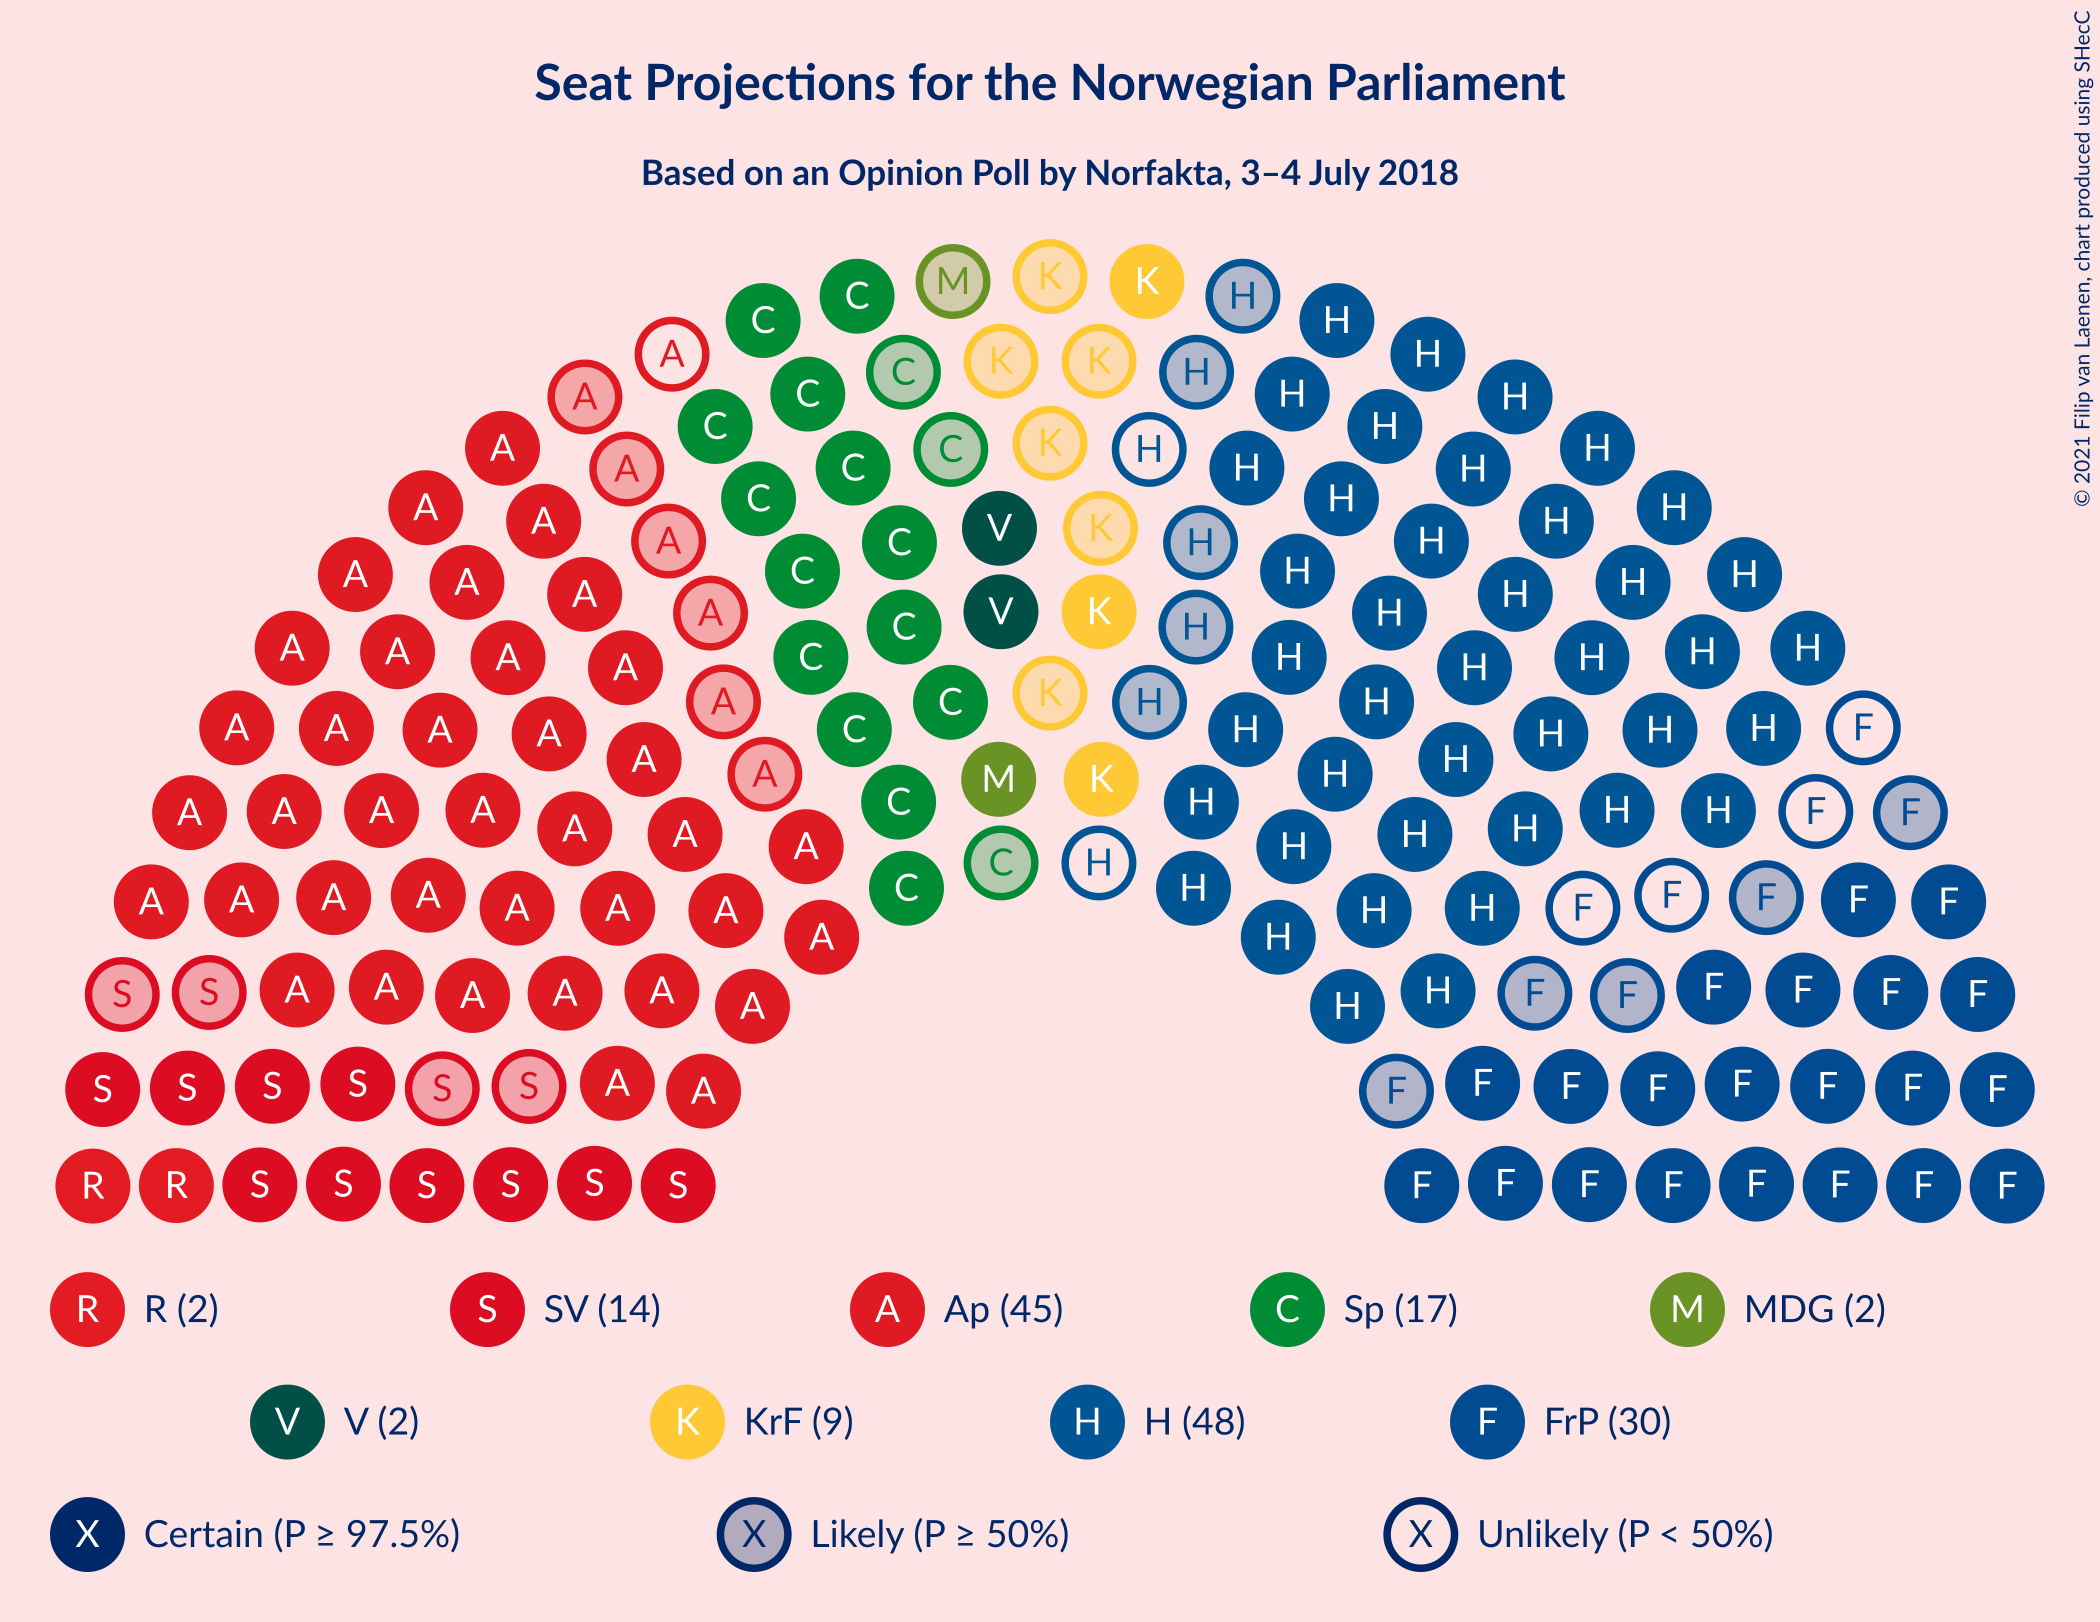 Seat Projections for the Norwegian Parliament
Based on an Opinion Poll by Norfakta, 3–4 July 2018
© 2021 Filip van Laenen, chart produced using SHecC
C M K K H
C H
A C K K H H
A C C H H
A C K H H H
A A C C H H H
A A C V K H H H H
A A C C H H H H
A A A C V K H H H H
A A A C C H H H H
A A A A C K H H H H
A A A A A C H H H H H F
A A A A A A C M K H H H H H F F
A A A A A A A C C H H H H H F F F
A A A A A A H H H F F F F
S S A A A A A A H H F F F F F F
S S S S S S A A F F F F F F F F
R R S S S S S S F F F F F F F F
R R (2) S SV (14) A Ap (45) C Sp (17) M MDG (2)
V V (2) K KrF (9) H H (48) F FrP (30)
X Certain (P ≥ 97.5%) X Likely (P ≥ 50%) X Unlikely (P < 50%)